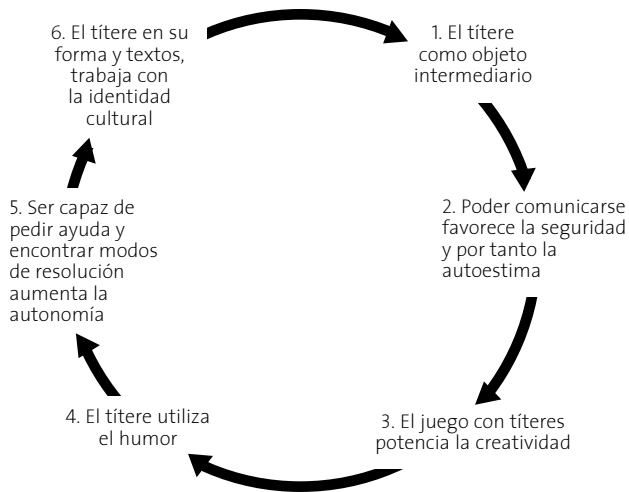 1. El títere
como objeto
intermediario
2. Poder comunicarse
favorece la seguridad
y por tanto la
autoestima
3. El juego con títeres
potencia la creatividad
4. El títere utiliza
el humor
5. Ser capaz de
pedir ayuda y
encontrar modos
de resolución
aumenta la
autonomía
6. El títere en su
forma y textos,
trabaja con
la identidad
cultural